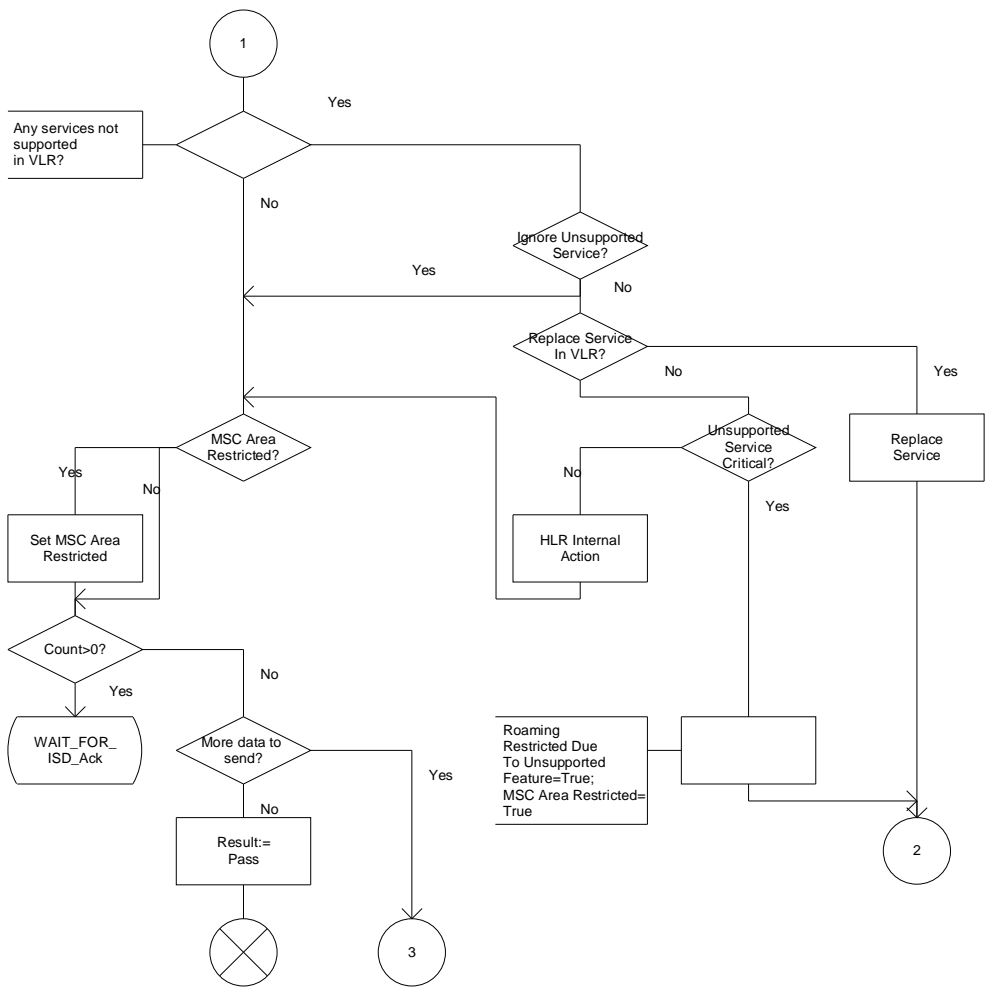 1
Yes
Any services not
supported
in VLR?
No
Ignore Unsupported
Service?
Yes
No
Replace Service
In VLR?
No
Yes
MSC Area
Restricted?
Unsupported
Service
Critical?
Replace
Service
Yes
No
No
Yes
Set MSC Area
Restricted
HLR Internal
Action
Count>0?
No
Yes
WAIT_FOR_
ISD_Ack
More data to
send?
Yes
Roaming
Restricted Due
To Unsupported
Feature=True;
MSC Area Restricted=
True
No
Result:=
Pass
2
3